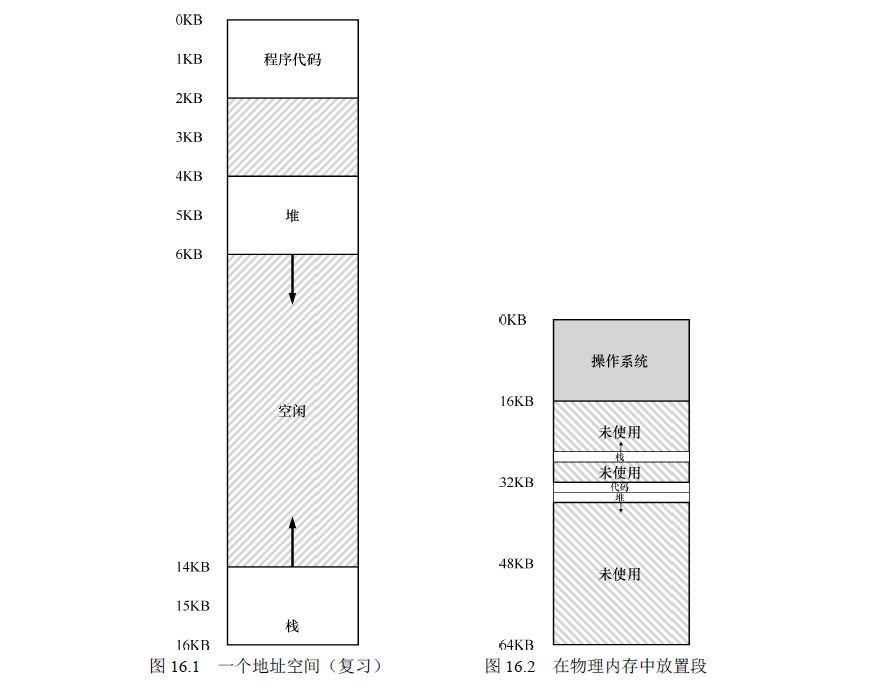 0KB
1KB
程序代码
2KB
3KB
4KB
5KB
堆
6KB
空闲
14KB
15KB
栈
16KB
图 16.1 一个地址空间（复习）
0KB
操作系统
16KB
未使用
栈
未使用
32KB
代码
堆
48KB
未使用
64KB
图 16.2 在物理内存中放置段